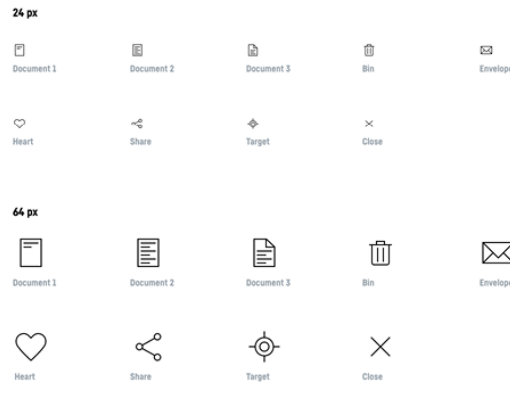 24 px
Document 1 Document 2 Document 3 Bin Envelope
Heart Share Target Close
64 px
Document 1 Document 2 Document 3 Bin Envelope
Heart Share Target Close